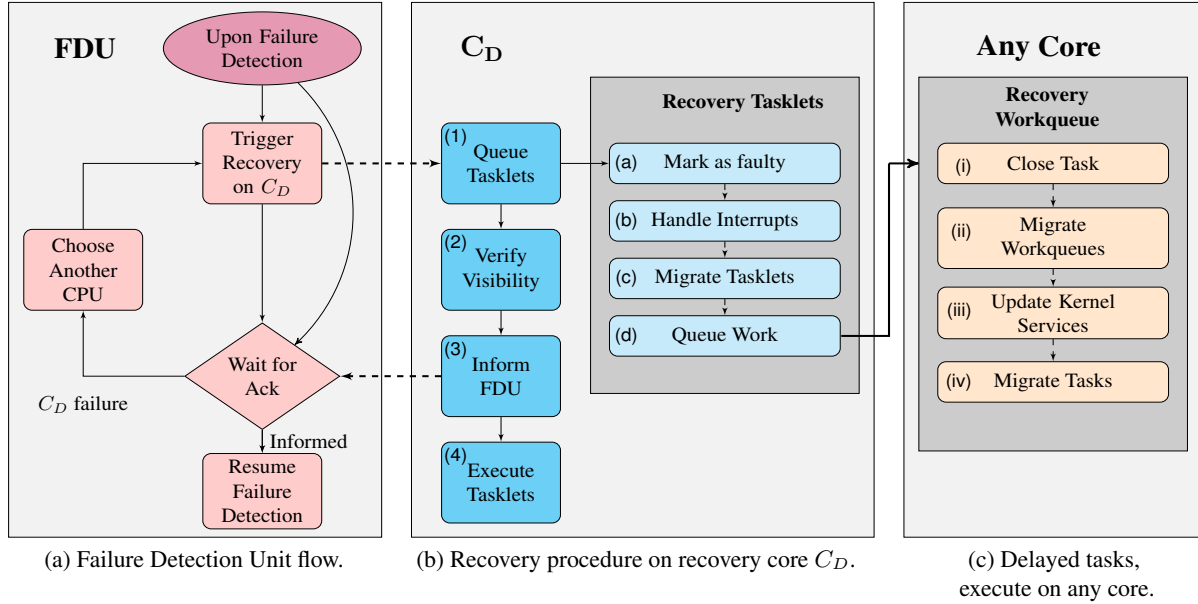 FDU
Upon Failure
Detection
Trigger
Recovery
on C_D
Choose
Another
CPU
Wait for
Ack
C_D failure
Informed
Resume
Failure
Detection
(a) Failure Detection Unit flow.
C_D
(1)
Queue
Tasklets
(2)
Verify
Visibility
(3)
Inform
FDU
(4)
Execute
Tasklets
Recovery Tasklets
(a) Mark as faulty
(b) Handle Interrupts
(c) Migrate Tasklets
(d) Queue Work
(b) Recovery procedure on recovery core C_D.
Any Core
Recovery
Workqueue
(i) Close Task
(ii) Migrate
Workqueues
(iii) Update Kernel
Services
(iv) Migrate Tasks
(c) Delayed tasks,
execute on any core.